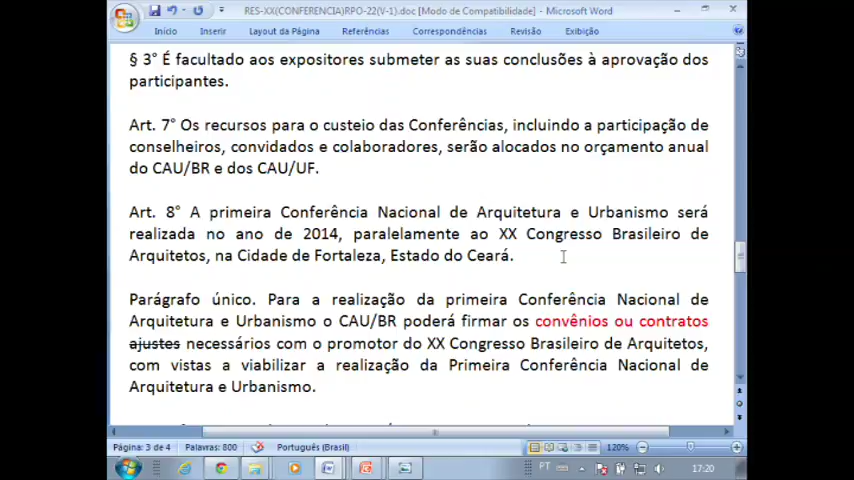 RES-XX(CONFERENCIA)RPO-22(V-1).doc [Modo de Compatibilidade] - Microsoft Word
Início Inserir Layout da Página Referências Correspondências Revisão Exibição
§ 3° É facultado aos expositores submeter as suas conclusões à aprovação dos
participantes.
Art. 7° Os recursos para o custeio das Conferências, incluindo a participação de
conselheiros, convidados e colaboradores, serão alocados no orçamento anual
do CAU/BR e dos CAU/UF.
Art. 8° A primeira Conferência Nacional de Arquitetura e Urbanismo será
realizada no ano de 2014, paralelamente ao XX Congresso Brasileiro de
Arquitetos, na Cidade de Fortaleza, Estado do Ceará.
Parágrafo único. Para a realização da primeira Conferência Nacional de
Arquitetura e Urbanismo o CAU/BR poderá firmar os convênios ou contratos
ajustes necessários com o promotor do XX Congresso Brasileiro de Arquitetos,
com vistas a viabilizar a realização da Primeira Conferência Nacional de
Arquitetura e Urbanismo.
Página: 3 de 4 Palavras: 800 Português (Brasil) 120%
PT 17:20